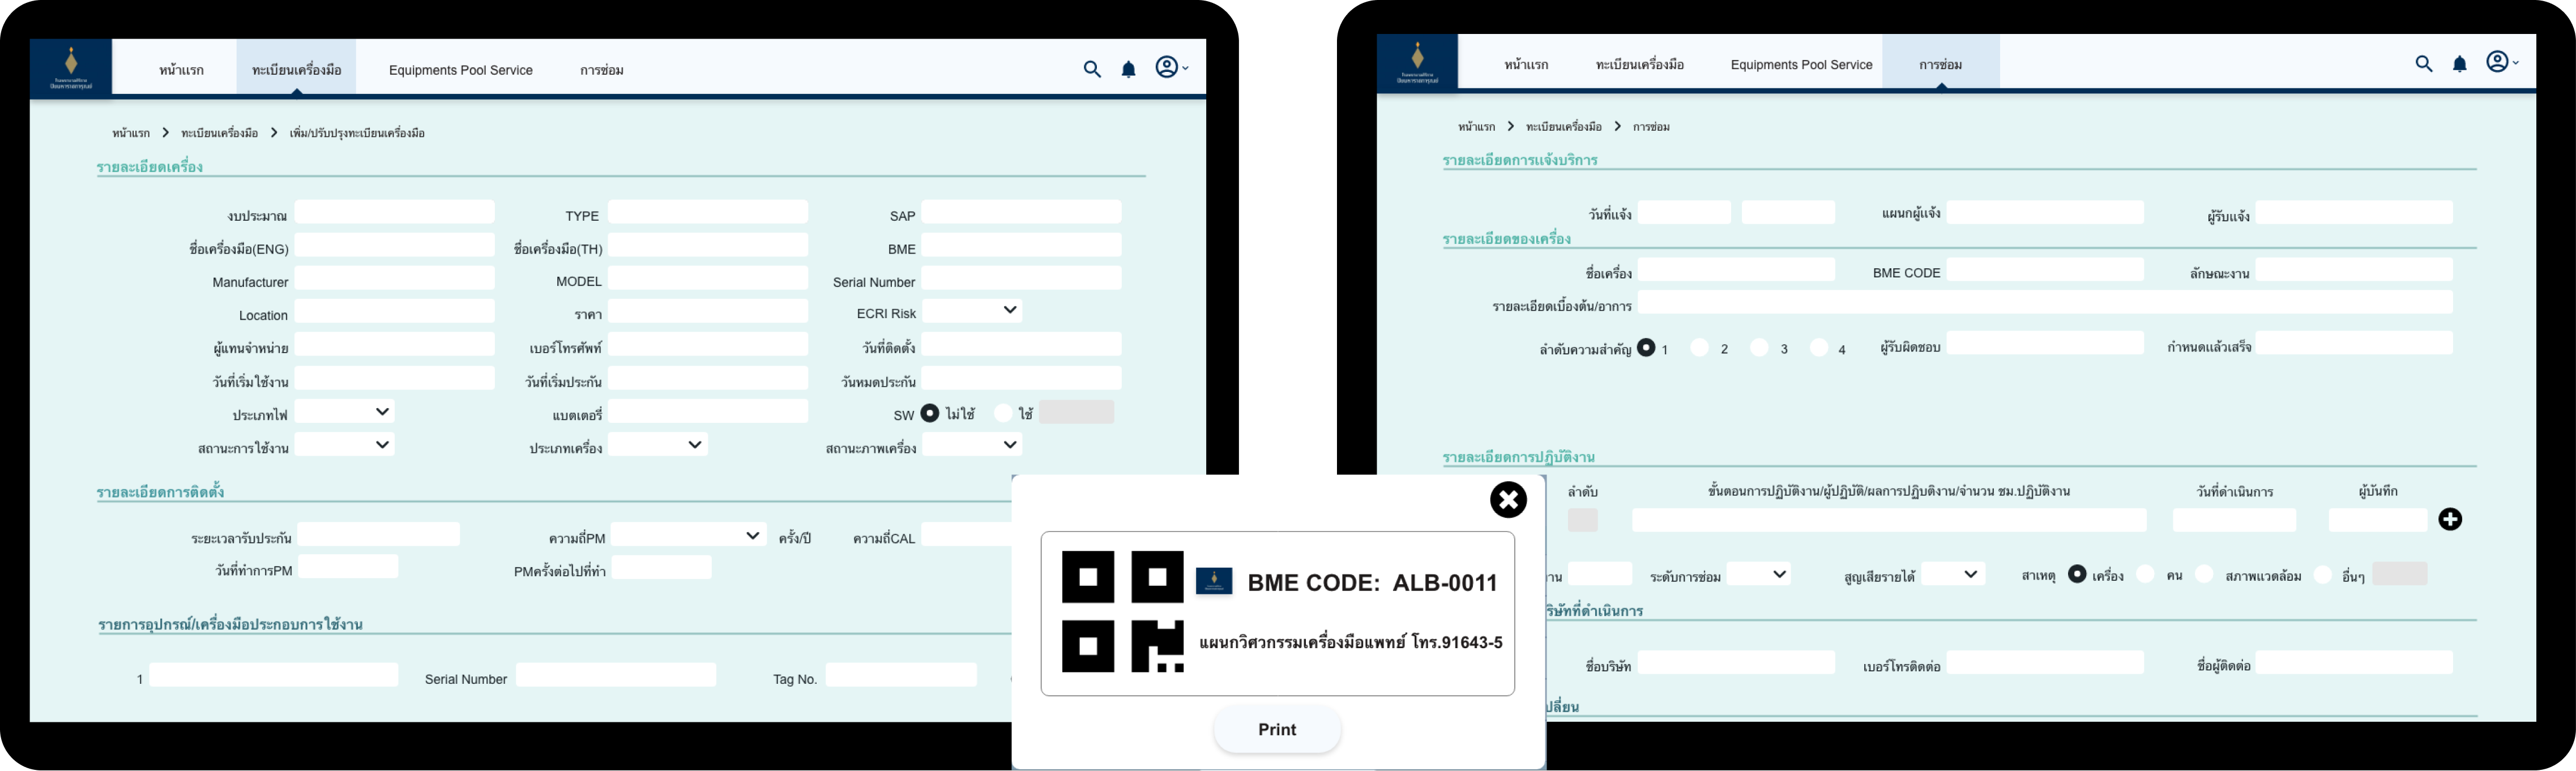 หน้าแรก ทะเบียนเครื่องมือ Equipments Pool Service การซ่อม
หน้าแรก > ทะเบียนเครื่องมือ > เพิ่ม/ปรับปรุงทะเบียนเครื่องมือ
รายละเอียดเครื่อง
งบประมาณ TYPE SAP
ชื่อเครื่องมือ(ENG) ชื่อเครื่องมือ(TH) BME
Manufacturer MODEL Serial Number
Location ราคา ECRI Risk
ผู้แทนจำหน่าย เบอร์โทรศัพท์ วันที่ติดตั้ง
วันที่เริ่มใช้งาน วันที่เริ่มประกัน วันหมดประกัน
ประเภทไฟ แบตเตอรี่ SW ไม่ใช้ ใช้
สถานะการใช้งาน ประเภทเครื่อง สถานะภาพเครื่อง
รายละเอียดการติดตั้ง
ระยะเวลารับประกัน ความถี่PM ครั้ง/ปี ความถี่CAL
วันที่ทำการPM PMครั้งต่อไปที่ทำ
รายการอุปกรณ์/เครื่องมือประกอบการใช้งาน
1 Serial Number Tag No.
BME CODE: ALB-0011
แผนกวิศวกรรมเครื่องมือแพทย์ โทร.91643-5
Print
หน้าแรก ทะเบียนเครื่องมือ Equipments Pool Service การซ่อม
หน้าแรก > ทะเบียนเครื่องมือ > การซ่อม
รายละเอียดการแจ้งบริการ
วันที่แจ้ง แผนกผู้แจ้ง ผู้รับแจ้ง
รายละเอียดของเครื่อง
ชื่อเครื่อง BME CODE ลักษณะงาน
รายละเอียดเบื้องต้น/อาการ
ลำดับความสำคัญ 1 2 3 4 ผู้รับผิดชอบ กำหนดแล้วเสร็จ
รายละเอียดการปฏิบัติงาน
ลำดับ ขั้นตอนการปฏิบัติงาน/ผู้ปฏิบัติ/ผลการปฏิบัติงาน/จำนวน ชม.ปฏิบัติงาน วันที่ดำเนินการ ผู้บันทึก
าน ระดับการซ่อม สูญเสียรายได้ สาเหตุ เครื่อง คน สภาพแวดล้อม อื่นๆ
ริษัทที่ดำเนินการ
ชื่อบริษัท เบอร์โทรติดต่อ ชื่อผู้ติดต่อ
ปลี่ยน